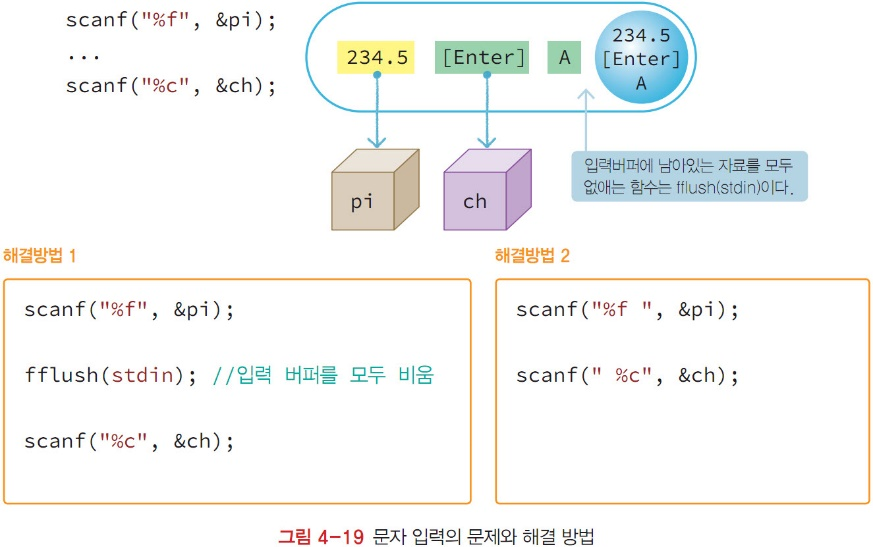 scanf("%f", &pi);
...
scanf("%c", &ch);
234.5 [Enter] A
234.5
[Enter]
A
pi
ch
입력버퍼에 남아있는 자료를 모두
없애는 함수는 fflush(stdin)이다.
해결방법 1
scanf("%f", &pi);
fflush(stdin); //입력 버퍼를 모두 비움
scanf("%c", &ch);
해결방법 2
scanf("%f ", &pi);
scanf(" %c", &ch);
그림 4-19 문자 입력의 문제와 해결 방법